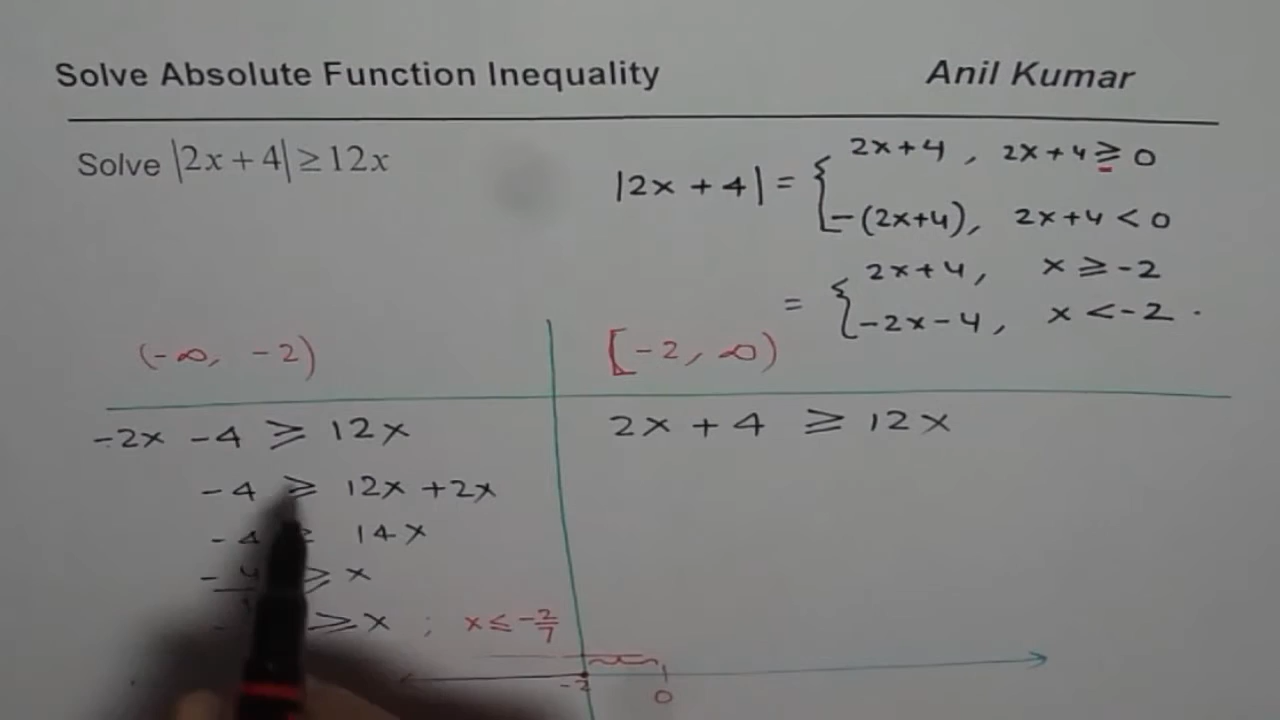 Solve Absolute Function Inequality Anil Kumar
Solve |2x + 4| ≥ 12x
|2x + 4| = { 2x+4 , 2x+4 ≥ 0
-(2x+4), 2x+4 < 0
= { 2x+4, x ≥ -2
-2x-4, x < -2 .
(-∞, -2)
-2x -4 ≥ 12x
-4 ≥ 12x +2x
-4 14x
-4 ≥ x
≥ x ; x ≤ -2/7
[-2, ∞)
2x + 4 ≥ 12x
-2 0